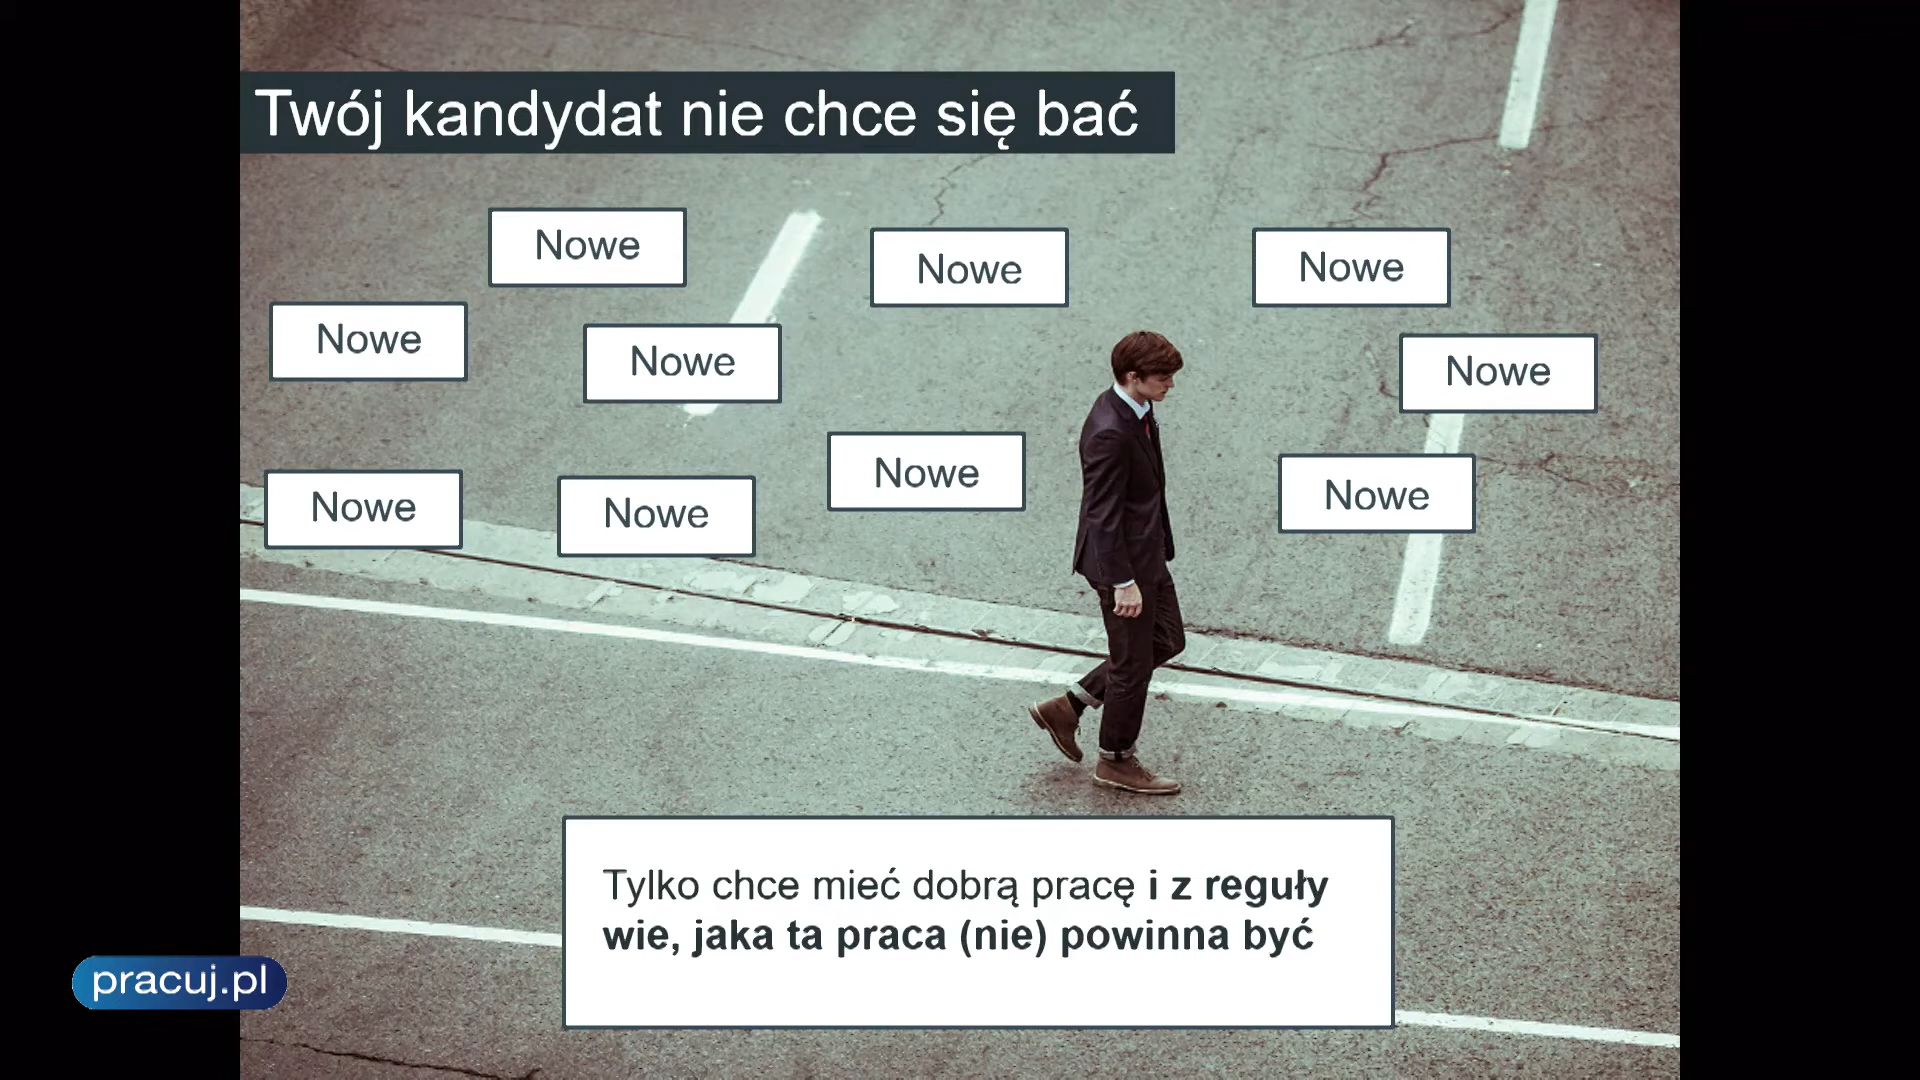 Twój kandydat nie chce się bać
Nowe
Nowe
Nowe
Nowe
Nowe
Nowe
Nowe
Nowe
Nowe
Nowe
Tylko chce mieć dobrą pracę i z reguły
wie, jaka ta praca (nie) powinna być
pracuj.pl